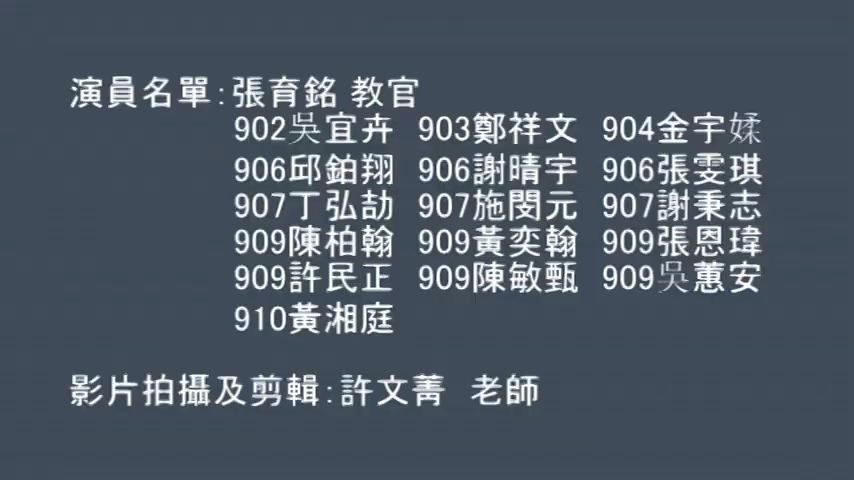 演員名單:張育銘 教官
902吳宜卉 903鄭祥文 904金宇媃
906邱鉑翔 906謝晴宇 906張雯琪
907丁弘劼 907施閔元 907謝秉志
909陳柏翰 909黃奕翰 909張恩瑋
909許民正 909陳敏甄 909吳蕙安
910黃湘庭
影片拍攝及剪輯:許文菁 老師